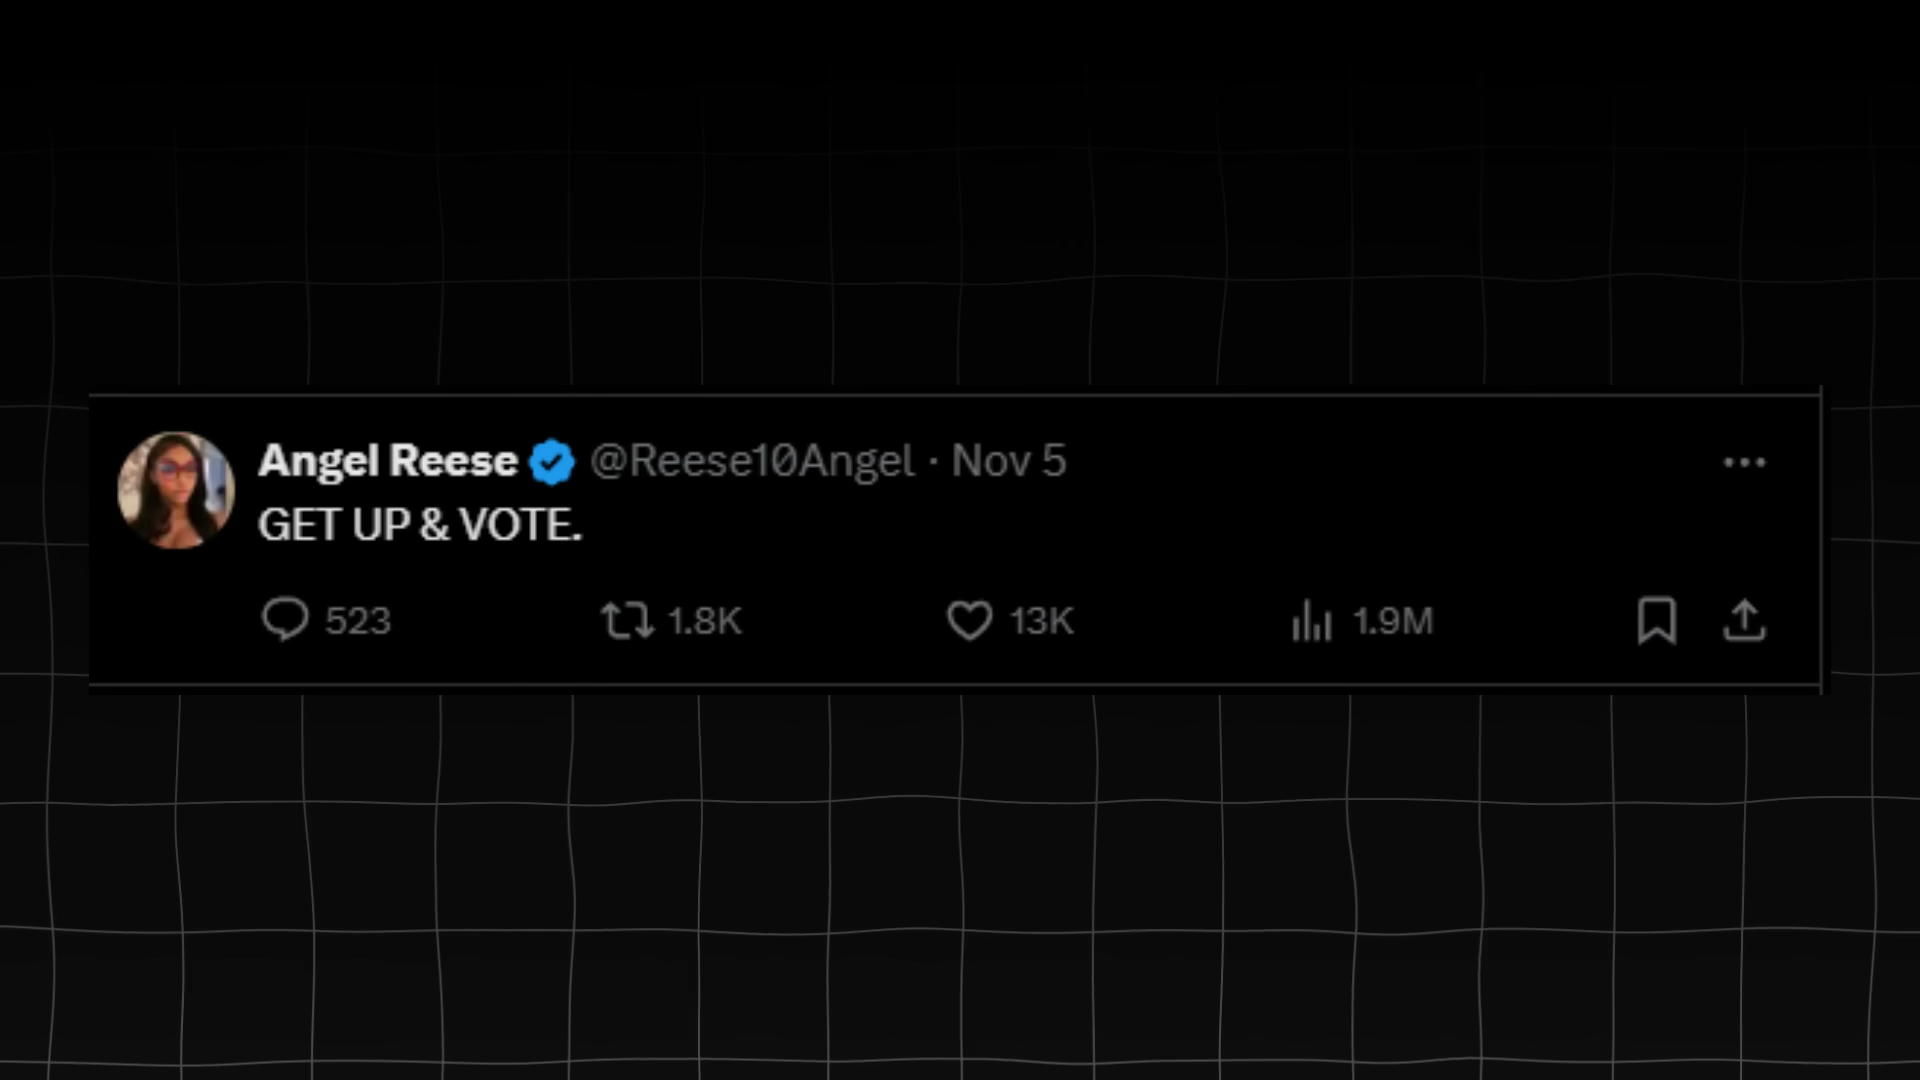 Angel Reese @Reese10Angel · Nov 5
GET UP & VOTE.
523 1.8K 13K 1.9M